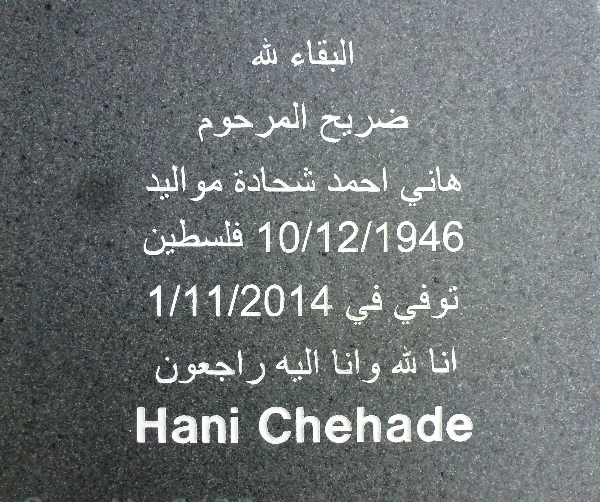 البقاء لله
ضريح المرحوم
هاني احمد شحادة مواليد
10/12/1946 فلسطين
توفي في 1/11/2014
انا لله وانا اليه راجعون
Hani Chehade